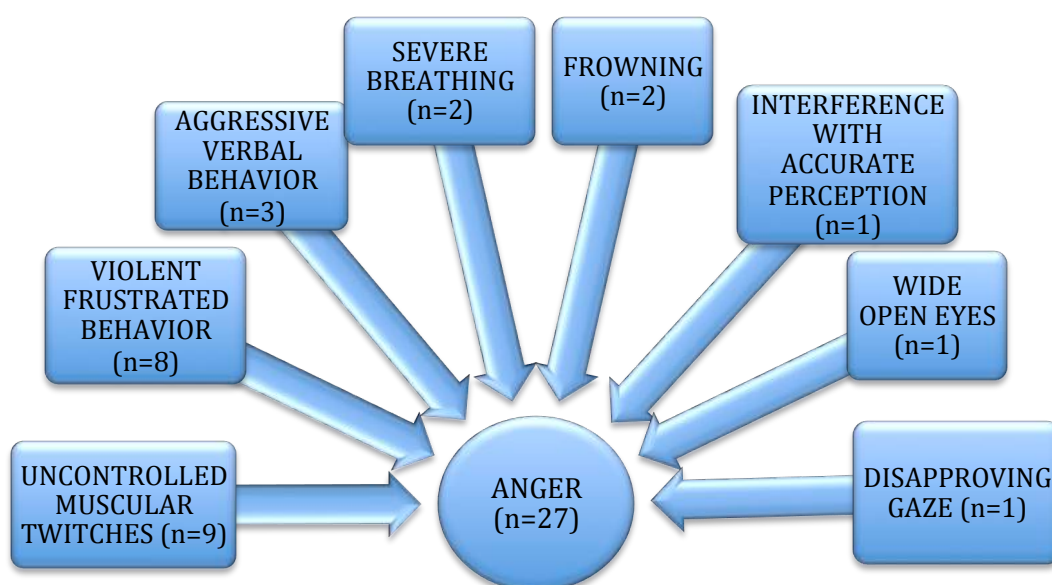 SEVERE
BREATHING
(n=2)
FROWNING
(n=2)
AGGRESSIVE
VERBAL
BEHAVIOR
(n=3)
INTERFERENCE
WITH
ACCURATE
PERCEPTION
(n=1)
VIOLENT
FRUSTRATED
BEHAVIOR
(n=8)
WIDE
OPEN EYES
(n=1)
UNCONTROLLED
MUSCULAR
TWITCHES (n=9)
ANGER
(n=27)
DISAPPROVING
GAZE (n=1)